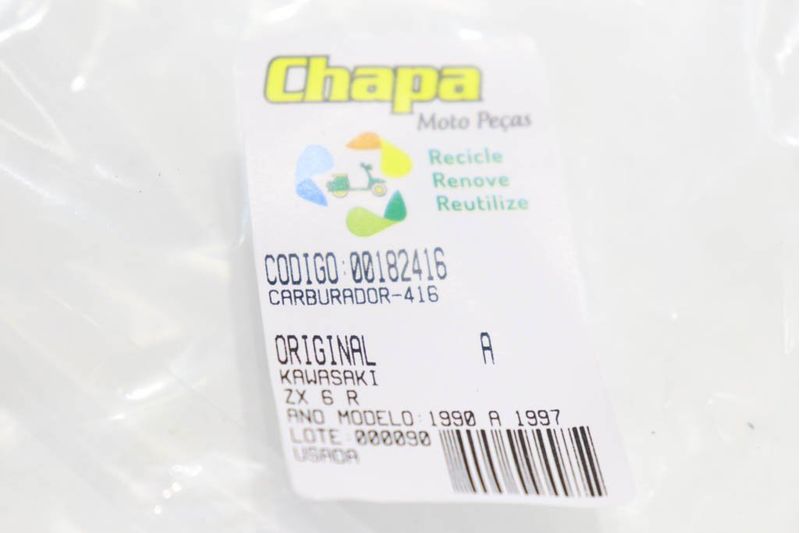 Chapa
Moto Peças
Recicle
Renove
Reutilize
CODIGO:00182416
CARBURADOR-416
ORIGINAL A
KAWASAKI
ZX 6 R
ANO MODELO:1990 A 1997
LOTE:000090
USADA